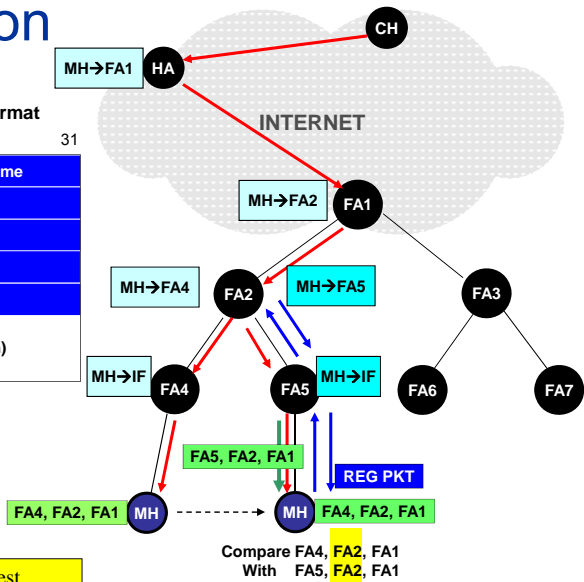 on
CH
MH→FA1
HA
rmat
INTERNET
31
me
MH→FA2
FA1
MH→FA4
FA2
MH→FA5
FA3
)
MH→IF
FA4
FA5
MH→IF
FA6
FA7
FA5, FA2, FA1
REG PKT
FA4, FA2, FA1
MH
MH
FA4, FA2, FA1
Compare FA4, FA2, FA1
With FA5, FA2, FA1
est